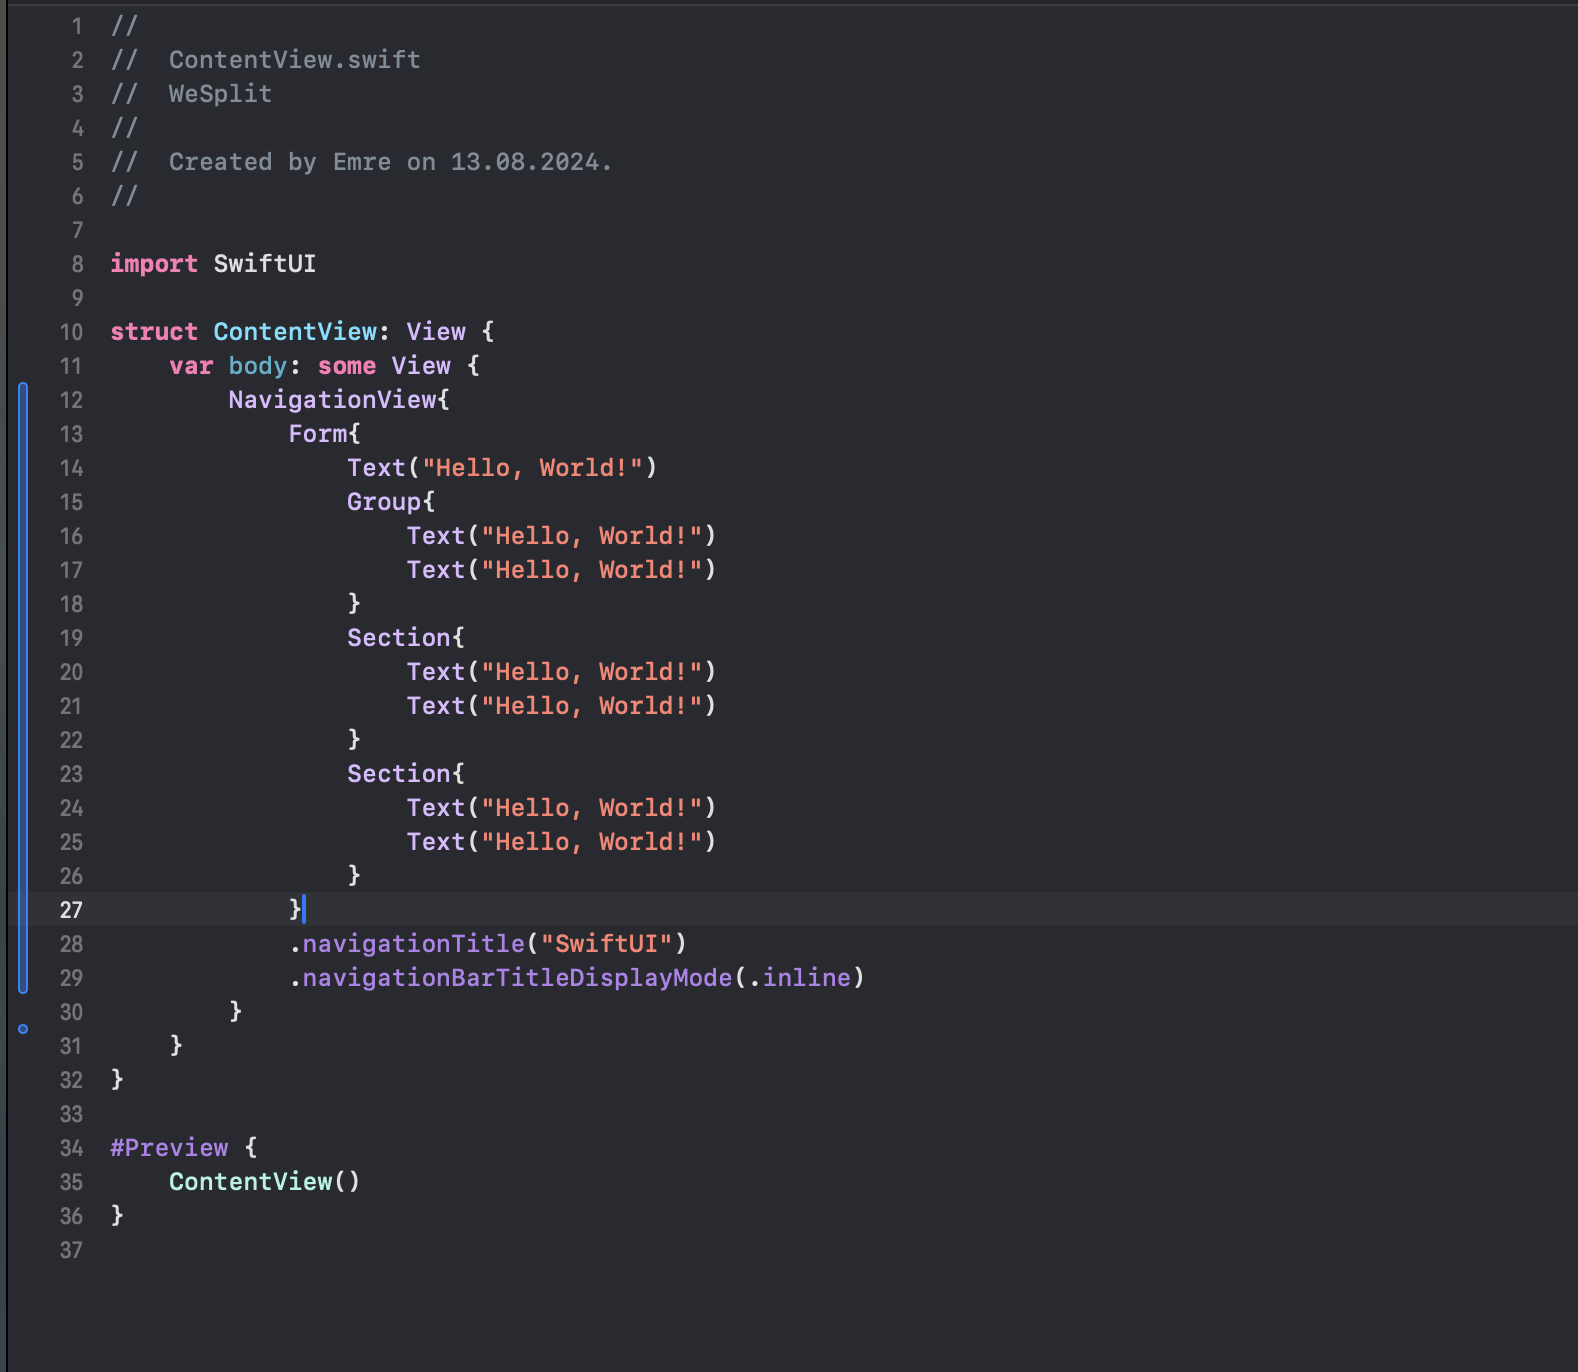 1 //
2 //  ContentView.swift
3 //  WeSplit
4 //
5 //  Created by Emre on 13.08.2024.
6 //
7
8 import SwiftUI
9
10 struct ContentView: View {
11     var body: some View {
12         NavigationView{
13             Form{
14                 Text("Hello, World!")
15                 Group{
16                     Text("Hello, World!")
17                     Text("Hello, World!")
18                 }
19                 Section{
20                     Text("Hello, World!")
21                     Text("Hello, World!")
22                 }
23                 Section{
24                     Text("Hello, World!")
25                     Text("Hello, World!")
26                 }
27             }
28             .navigationTitle("SwiftUI")
29             .navigationBarTitleDisplayMode(.inline)
30         }
31     }
32 }
33
34 #Preview {
35     ContentView()
36 }
37